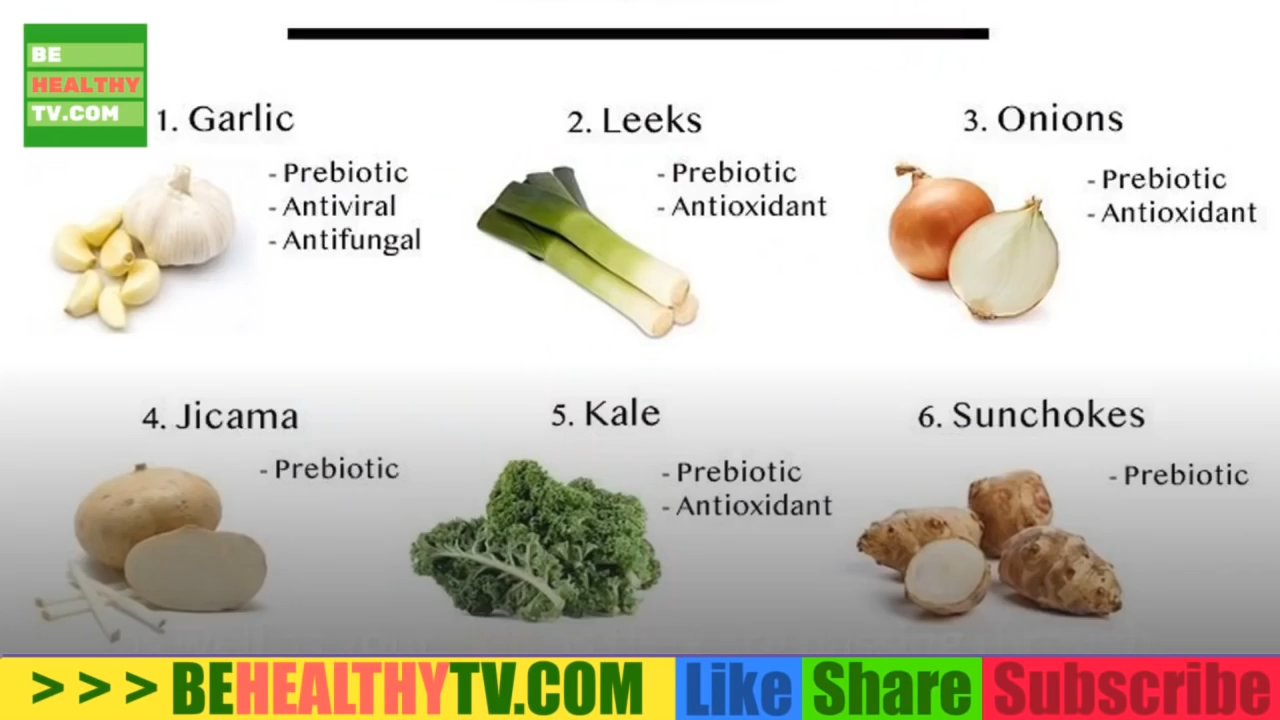 BE
HEALTHY
TV.COM
1. Garlic
- Prebiotic
- Antiviral
- Antifungal
2. Leeks
- Prebiotic
- Antioxidant
3. Onions
- Prebiotic
- Antioxidant
4. Jicama
- Prebiotic
5. Kale
- Prebiotic
- Antioxidant
6. Sunchokes
- Prebiotic
> > > BEHEALTHYTV.COM Like Share Subscribe